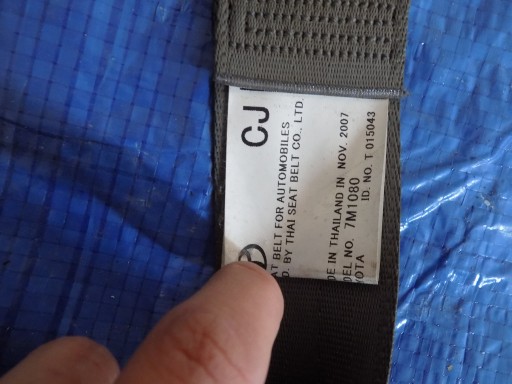 CJ
AT BELT FOR AUTOMOBILES
D. BY THAI SEAT BELT CO., LTD.
DE IN THAILAND IN NOV. 2007
DEL NO. 7M1080
YOTA ID. NO. T 015043